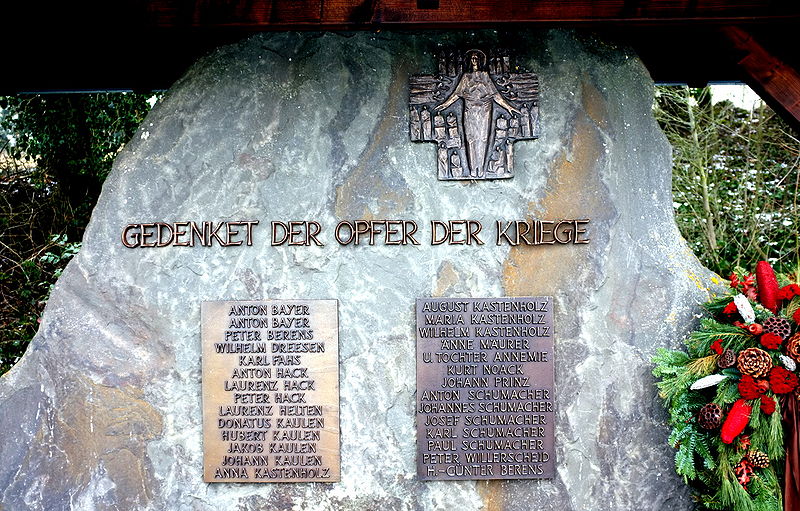 GEDENKET DER OPFER DER KRIEGE
ANTON BAYER
ANTON BAYER
PETER BERENS
WILHELM DREESEN
KARL FAHS
ANTON HACK
LAURENZ HACK
PETER HACK
LAURENZ HELTEN
DONATUS KAULEN
HUBERT KAULEN
JAKOB KAULEN
JOHANN KAULEN
ANNA KASTENHOLZ
AUGUST KASTENHOLZ
MARIA KASTENHOLZ
WILHELM KASTENHOLZ
ÄNNE MAURER
U. TOCHTER ANNEMIE
KURT NOACK
JOHANN PRINZ
ANTON SCHUMACHER
JOHANNES SCHUMACHER
JOSEF SCHUMACHER
KARL SCHUMACHER
PAUL SCHUMACHER
PETER WILLERSCHEID
H.-GÜNTER BERENS